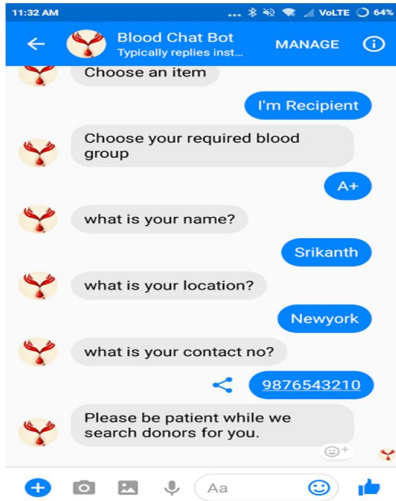 11:32 AM ... VoLTE 64%
Blood Chat Bot
Typically replies inst...
MANAGE
Choose an item
I'm Recipient
Choose your required blood
group
A+
what is your name?
Srikanth
what is your location?
Newyork
what is your contact no?
9876543210
Please be patient while we
search donors for you.
Aa